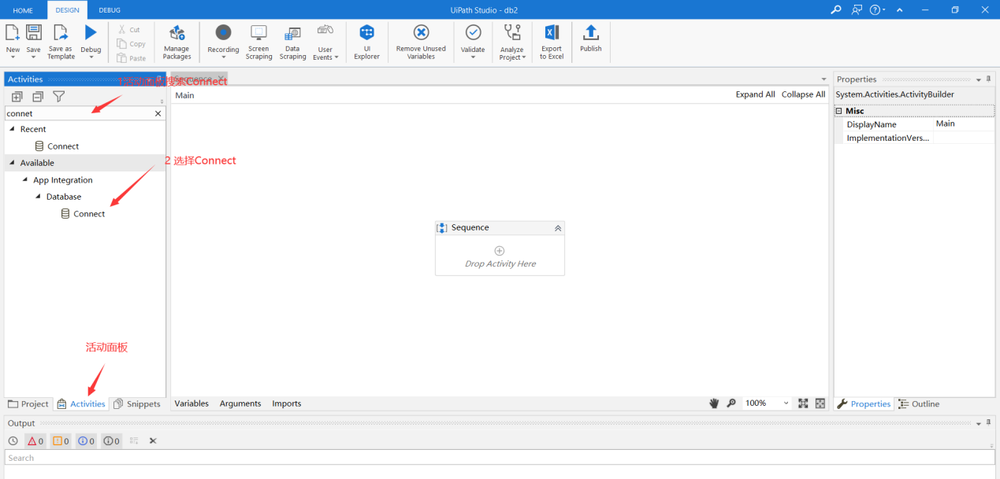 HOME DESIGN DEBUG UiPath Studio - db2
New Save Save as Template Debug Cut Copy Paste Manage Packages Recording Screen Scraping Data Scraping User Events UI Explorer Remove Unused Variables Validate Analyze Project Export to Excel Publish
Activities
1活动面板搜索Connect
Sequence
Properties
Main
Expand All Collapse All
System.Activities.ActivityBuilder
connet
Misc
DisplayName Main
ImplementationVers...
Recent
Connect
Available
2 选择Connect
App Integration
Database
Connect
Sequence
Drop Activity Here
活动面板
Project Activities Snippets
Variables Arguments Imports
100%
Properties Outline
Output
0 0 0 0
Search